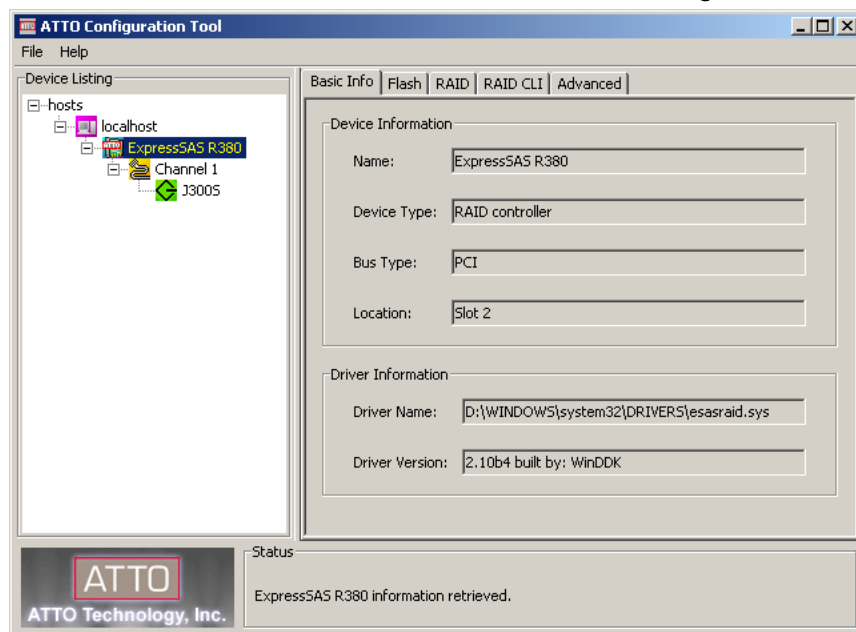 ATTO Configuration Tool
File Help
Device Listing
hosts
localhost
ExpressSAS R380
Channel 1
J300S
Basic Info Flash RAID RAID CLI Advanced
Device Information
Name: ExpressSAS R380
Device Type: RAID controller
Bus Type: PCI
Location: Slot 2
Driver Information
Driver Name: D:\WINDOWS\system32\DRIVERS\esasraid.sys
Driver Version: 2.10b4 built by: WinDDK
ATTO
ATTO Technology, Inc.
Status
ExpressSAS R380 information retrieved.